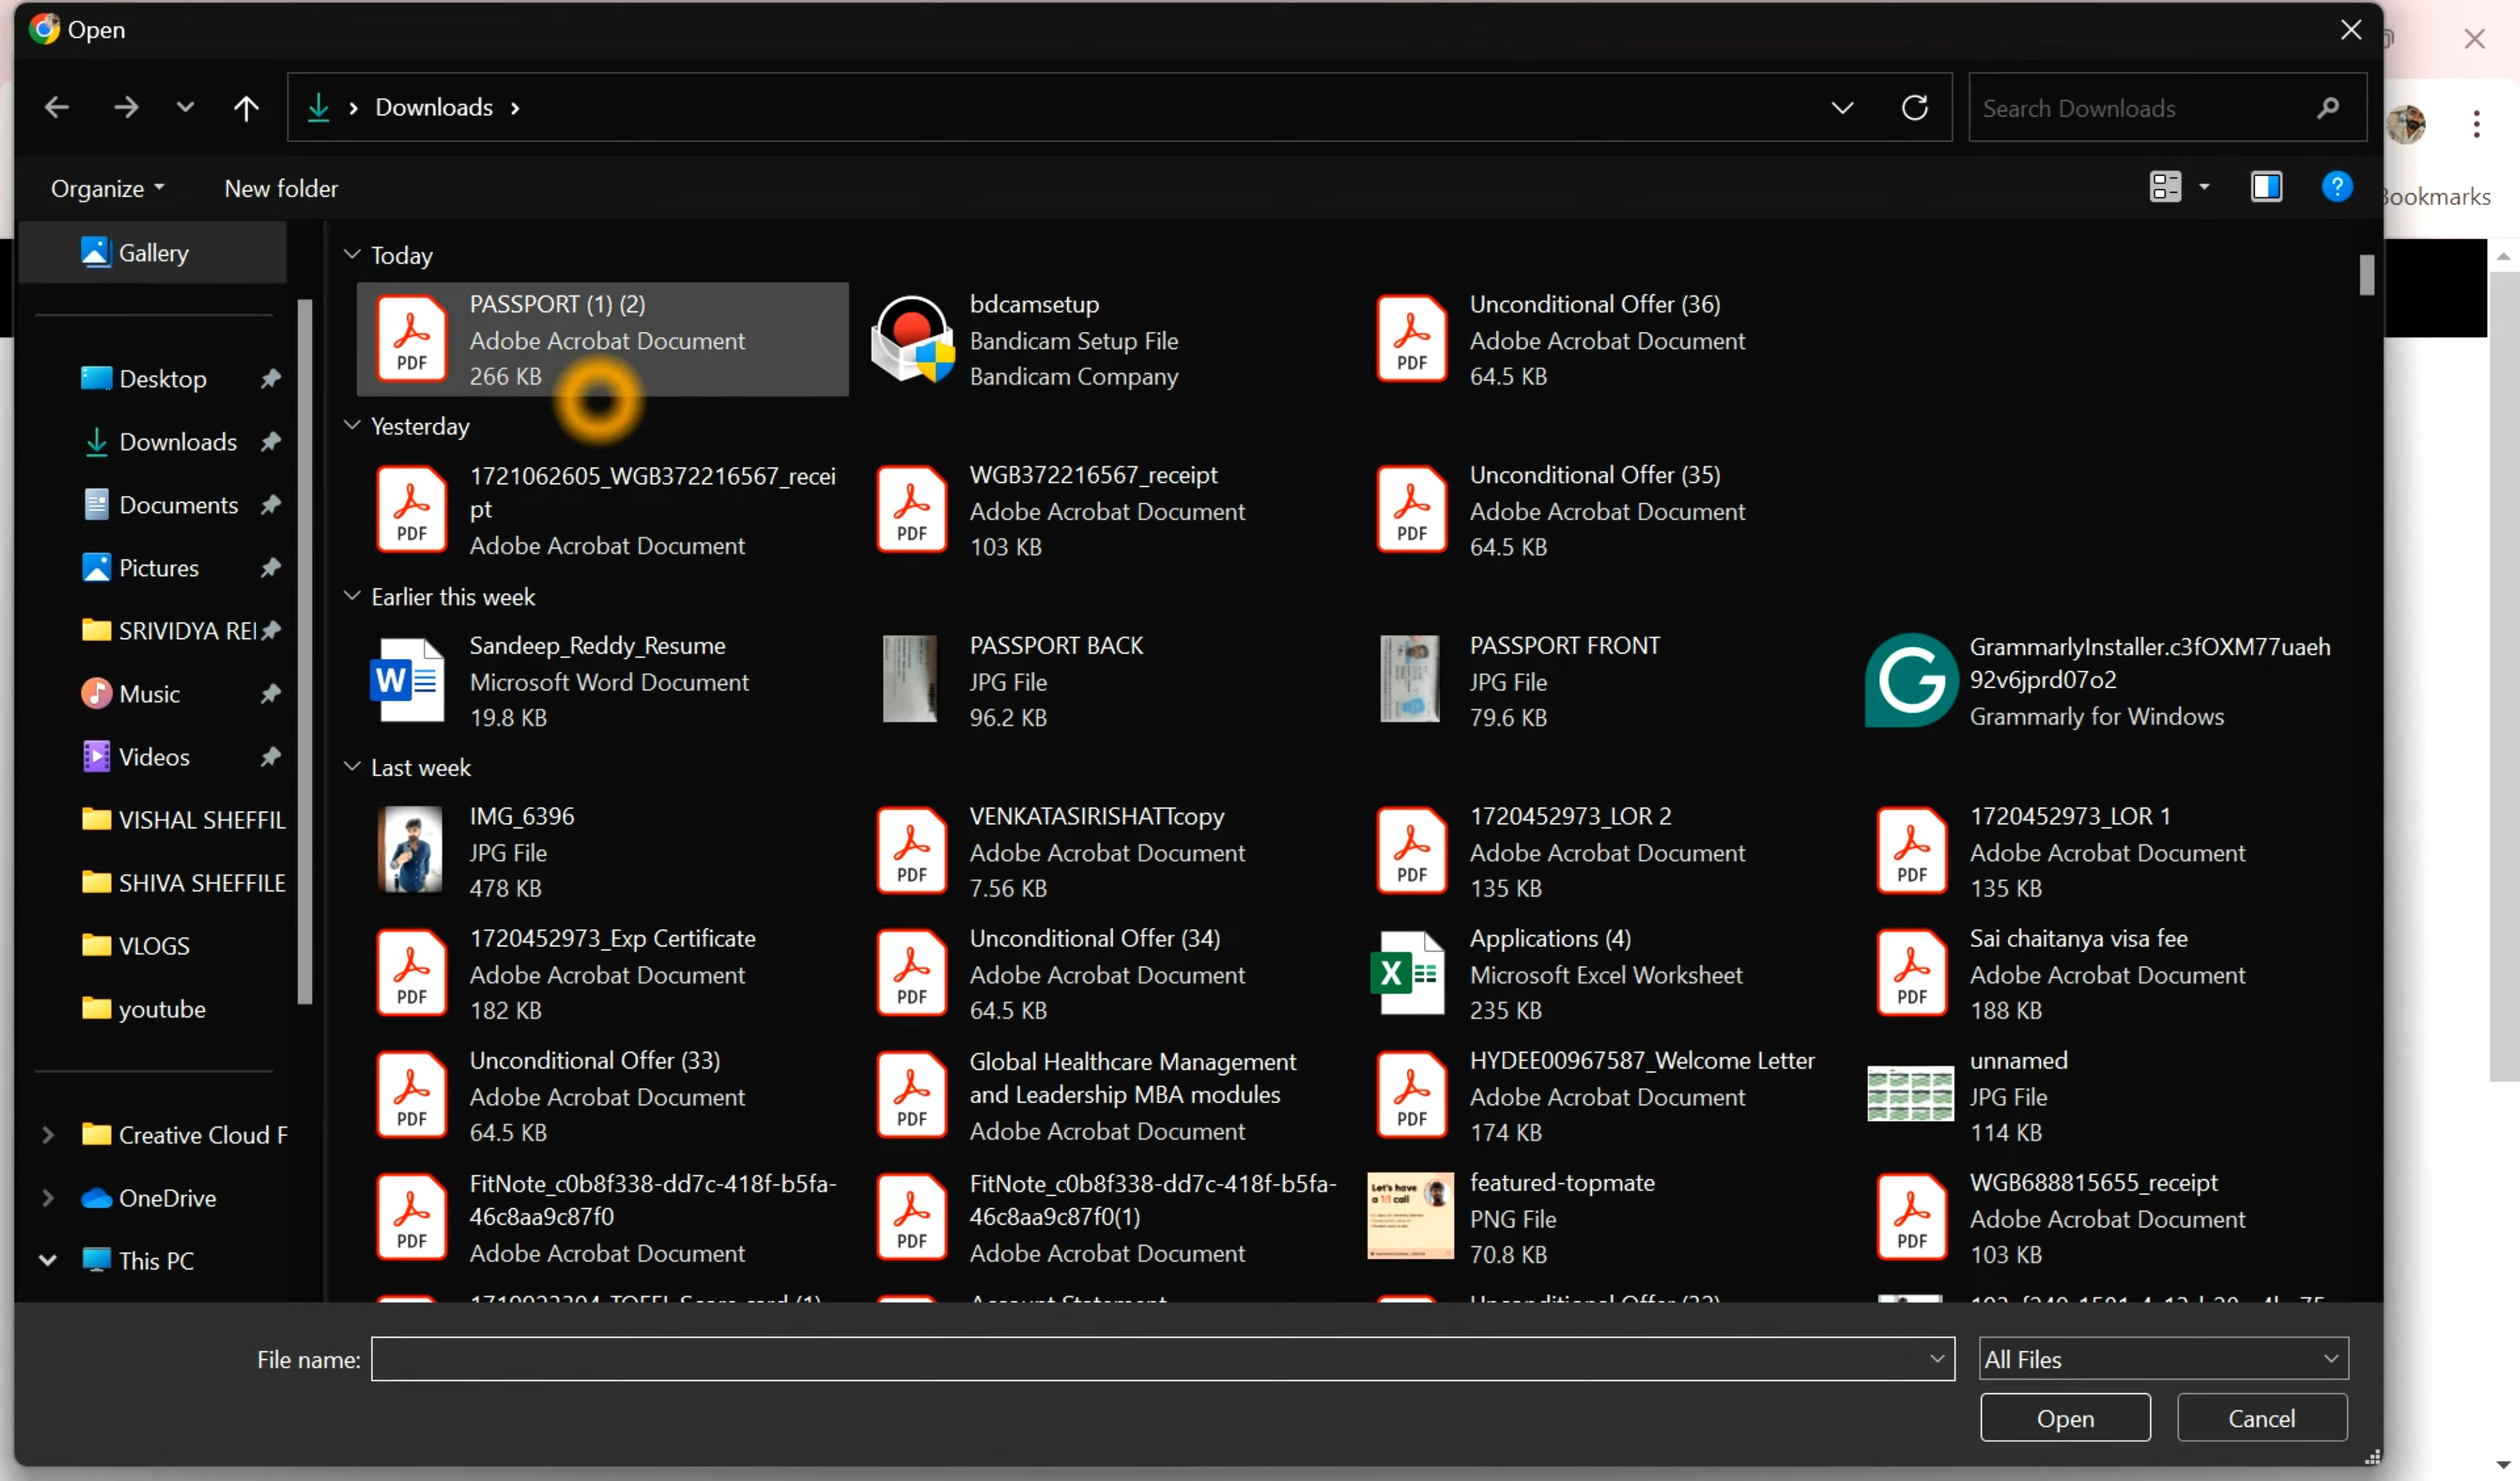 Open
Downloads
Search Downloads
Bookmarks
Organize
New folder
Gallery
Desktop
Downloads
Documents
Pictures
SRIVIDYA REI
Music
Videos
VISHAL SHEFFIL
SHIVA SHEFFILE
VLOGS
youtube
Creative Cloud F
OneDrive
This PC
Today
PASSPORT (1) (2)
Adobe Acrobat Document
266 KB
bdcamsetup
Bandicam Setup File
Bandicam Company
Unconditional Offer (36)
Adobe Acrobat Document
64.5 KB
Yesterday
1721062605_WGB372216567_recei
pt
Adobe Acrobat Document
WGB372216567_receipt
Adobe Acrobat Document
103 KB
Unconditional Offer (35)
Adobe Acrobat Document
64.5 KB
Earlier this week
Sandeep_Reddy_Resume
Microsoft Word Document
19.8 KB
PASSPORT BACK
JPG File
96.2 KB
PASSPORT FRONT
JPG File
79.6 KB
GrammarlyInstaller.c3fOXM77uaeh
92v6jprd07o2
Grammarly for Windows
Last week
IMG_6396
JPG File
478 KB
VENKATASIRISHATTcopy
Adobe Acrobat Document
7.56 KB
1720452973_LOR 2
Adobe Acrobat Document
135 KB
1720452973_LOR 1
Adobe Acrobat Document
135 KB
1720452973_Exp Certificate
Adobe Acrobat Document
182 KB
Unconditional Offer (34)
Adobe Acrobat Document
64.5 KB
Applications (4)
Microsoft Excel Worksheet
235 KB
Sai chaitanya visa fee
Adobe Acrobat Document
188 KB
Unconditional Offer (33)
Adobe Acrobat Document
64.5 KB
Global Healthcare Management
and Leadership MBA modules
Adobe Acrobat Document
HYDEE00967587_Welcome Letter
Adobe Acrobat Document
174 KB
unnamed
JPG File
114 KB
FitNote_c0b8f338-dd7c-418f-b5fa-
46c8aa9c87f0
Adobe Acrobat Document
FitNote_c0b8f338-dd7c-418f-b5fa-
46c8aa9c87f0(1)
Adobe Acrobat Document
Let's have
a 1:1 call
featured-topmate
PNG File
70.8 KB
WGB688815655_receipt
Adobe Acrobat Document
103 KB
Account Statement
File name:
All Files
Open
Cancel